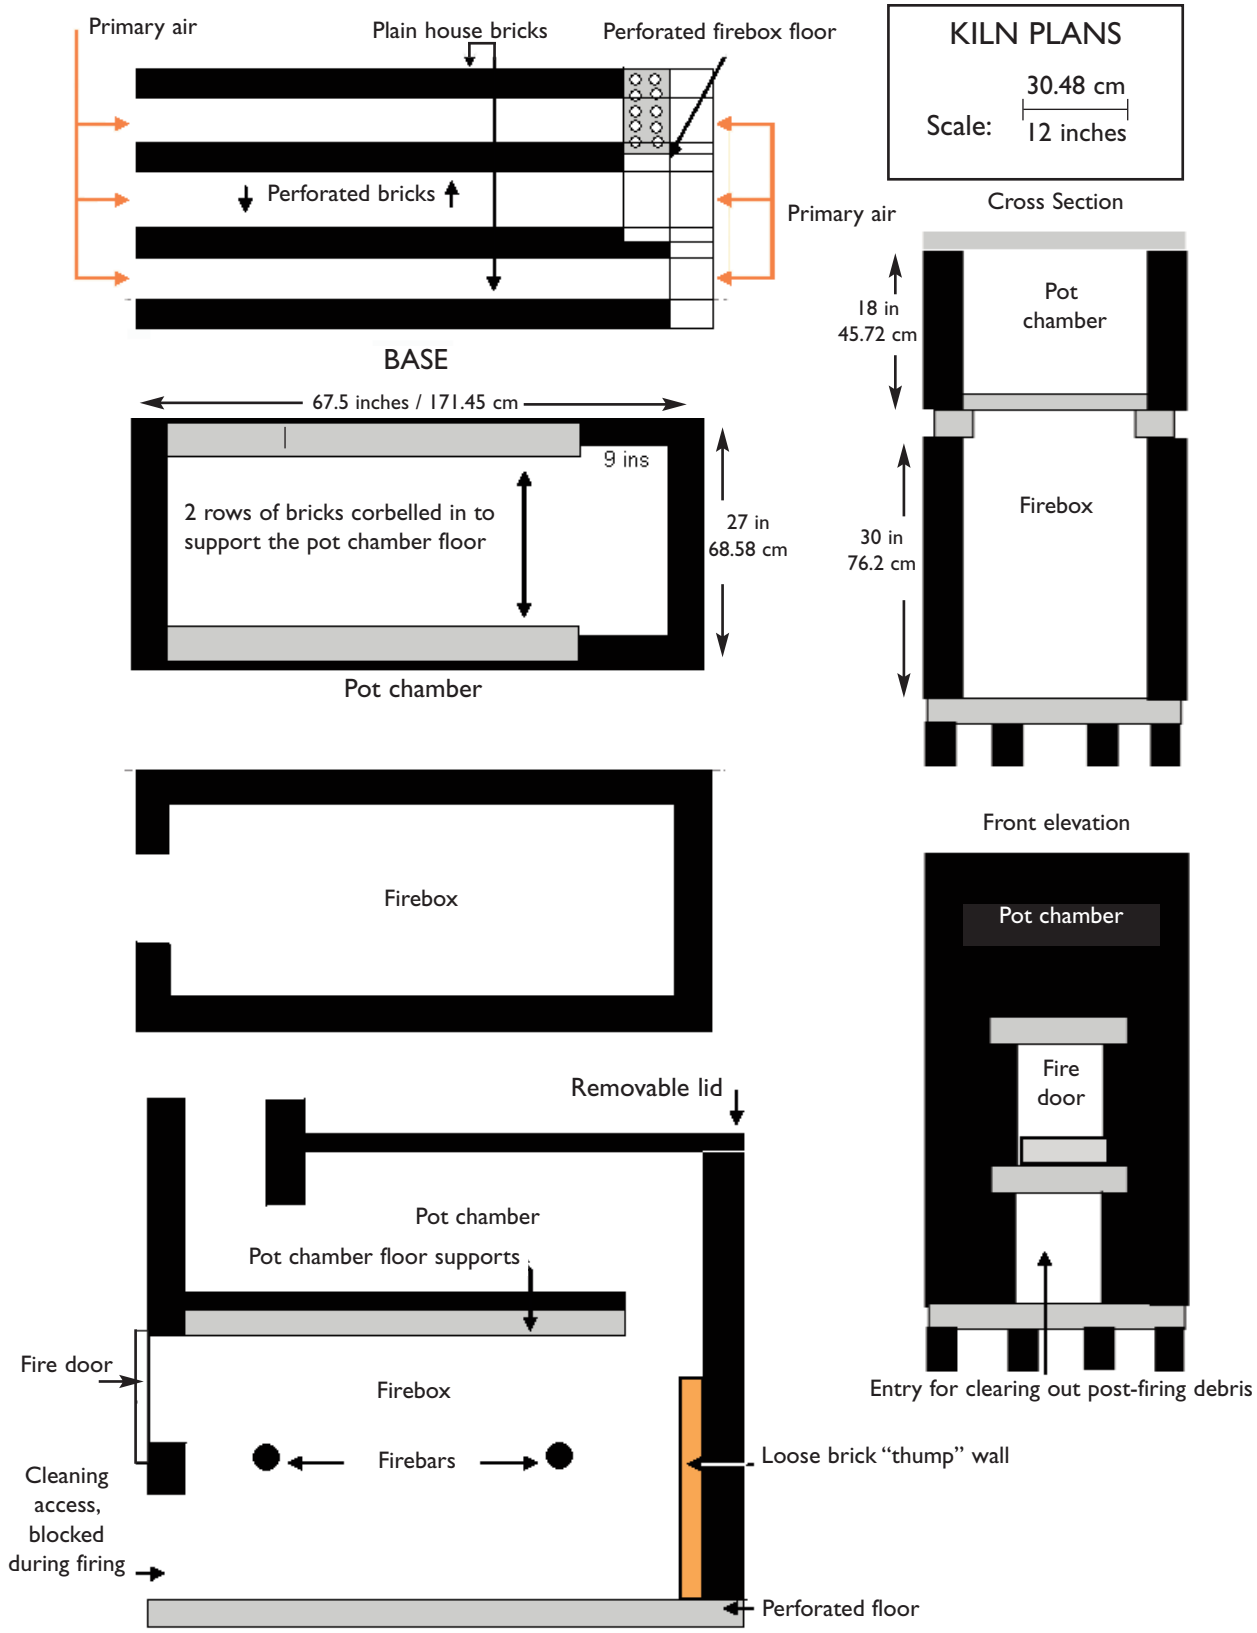 Primary air
Plain house bricks
Perforated firebox floor
KILN PLANS
30.48 cm
Scale:
12 inches
Perforated bricks
Primary air
Cross Section
BASE
Pot
chamber
18 in
45.72 cm
67.5 inches / 171.45 cm
9 ins
2 rows of bricks corbelled in to
support the pot chamber floor
27 in
68.58 cm
Firebox
30 in
76.2 cm
Pot chamber
Firebox
Front elevation
Pot chamber
Fire
door
Entry for clearing out post-firing debris
Removable lid
Pot chamber
Pot chamber floor supports
Fire door
Firebox
Firebars
Loose brick “thump” wall
Cleaning
access,
blocked
during firing
Perforated floor